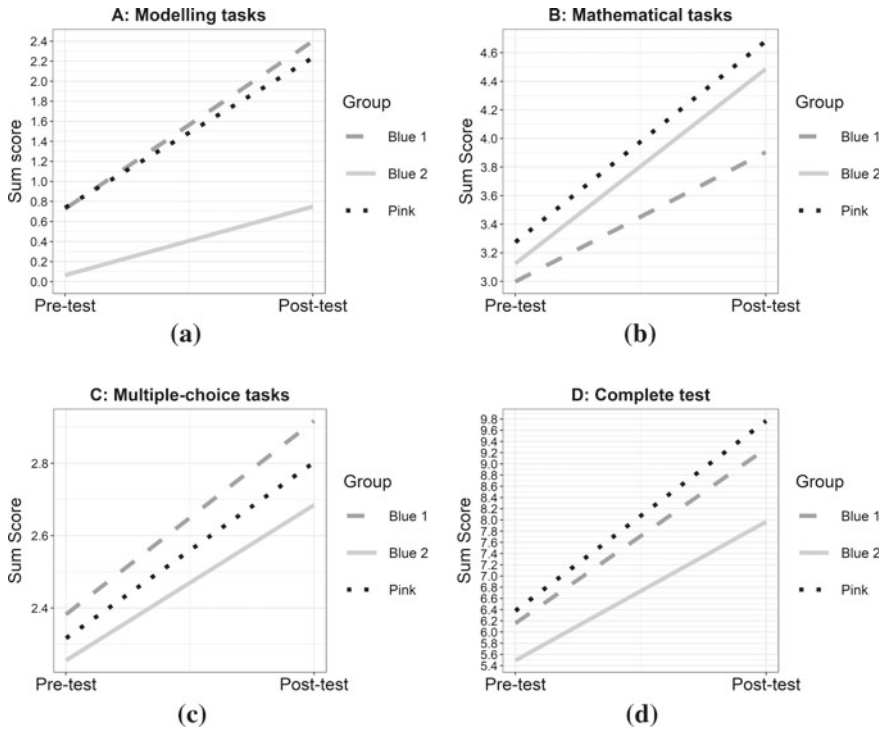 A: Modelling tasks
Sum score
2.4
2.2
2.0
1.8
1.6
1.4
1.2
1.0
0.8
0.6
0.4
0.2
0.0
Pre-test Post-test
Group
Blue 1
Blue 2
Pink
(a)
B: Mathematical tasks
Sum Score
4.6
4.4
4.2
4.0
3.8
3.6
3.4
3.2
3.0
Pre-test Post-test
Group
Blue 1
Blue 2
Pink
(b)
C: Multiple-choice tasks
Sum Score
2.8
2.6
2.4
Pre-test Post-test
Group
Blue 1
Blue 2
Pink
(c)
D: Complete test
Sum Score
9.8
9.6
9.4
9.2
9.0
8.8
8.6
8.4
8.2
8.0
7.8
7.6
7.4
7.2
7.0
6.8
6.6
6.4
6.2
6.0
5.8
5.6
5.4
Pre-test Post-test
Group
Blue 1
Blue 2
Pink
(d)